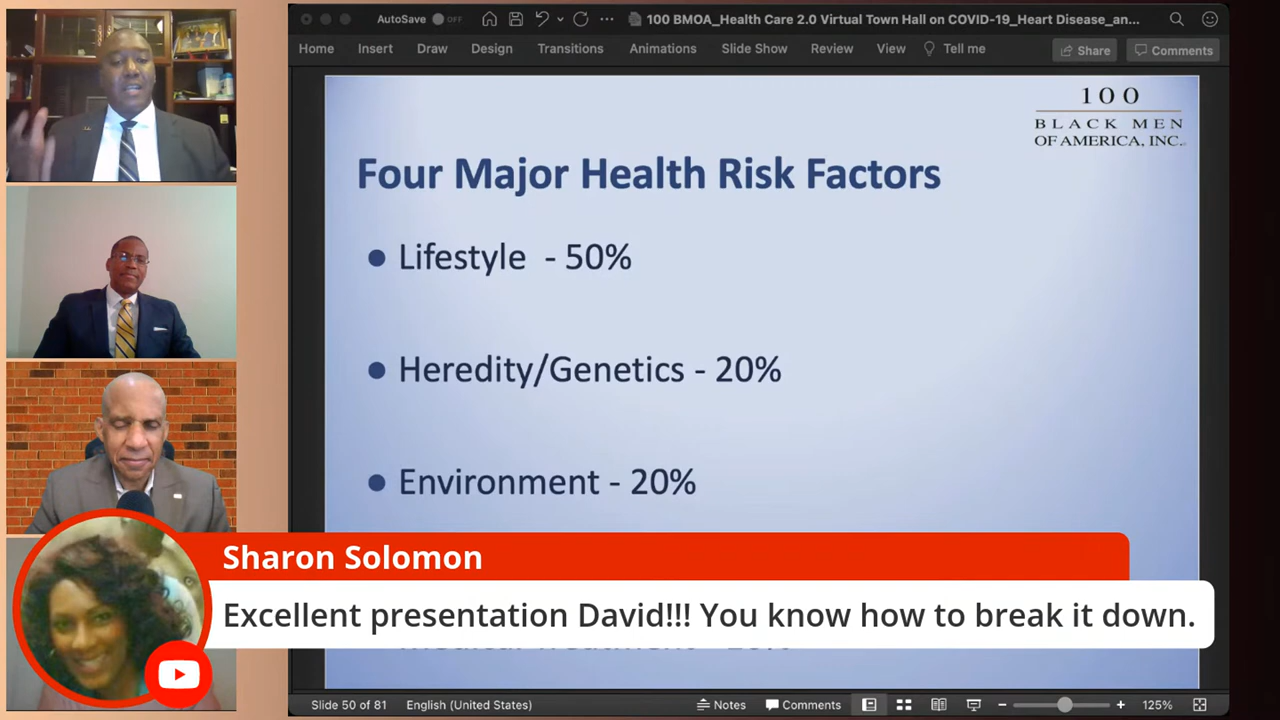 AutoSave OFF
100 BMOA_Health Care 2.0 Virtual Town Hall on COVID-19_Heart Disease_an...
Home Insert Draw Design Transitions Animations Slide Show Review View Tell me Share Comments
100
BLACK MEN
OF AMERICA, INC.
Four Major Health Risk Factors
• Lifestyle - 50%
• Heredity/Genetics - 20%
• Environment - 20%
Sharon Solomon
Excellent presentation David!!! You know how to break it down.
Slide 50 of 81 English (United States) Notes Comments 125%